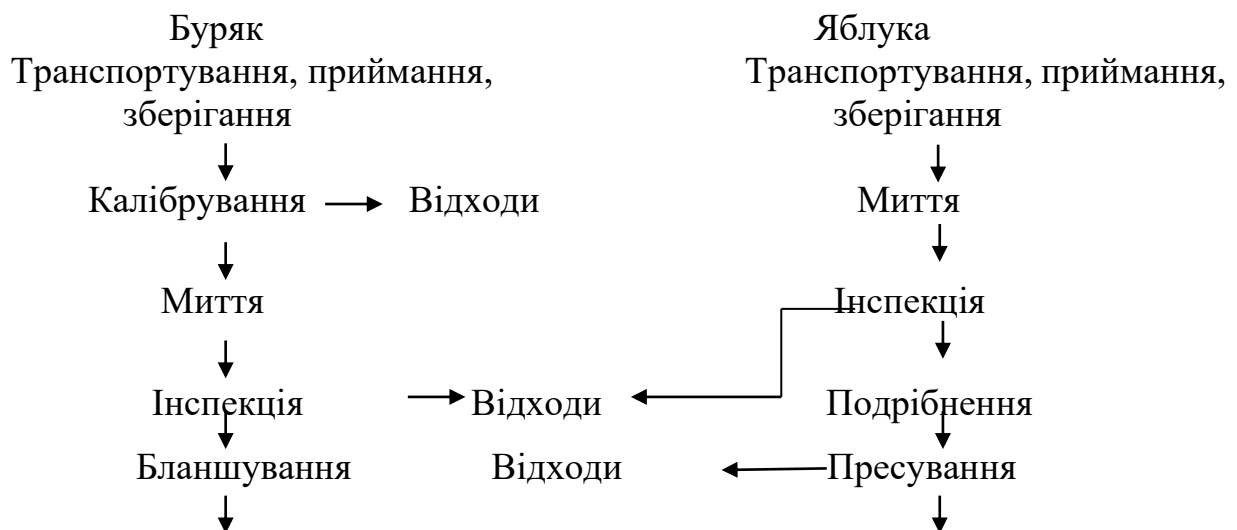 Буряк Яблука
Транспортування, приймання, Транспортування, приймання,
зберігання зберігання
Калібрування Відходи Миття
Миття Інспекція
Інспекція Відходи Подрібнення
Бланшування Відходи Пресування